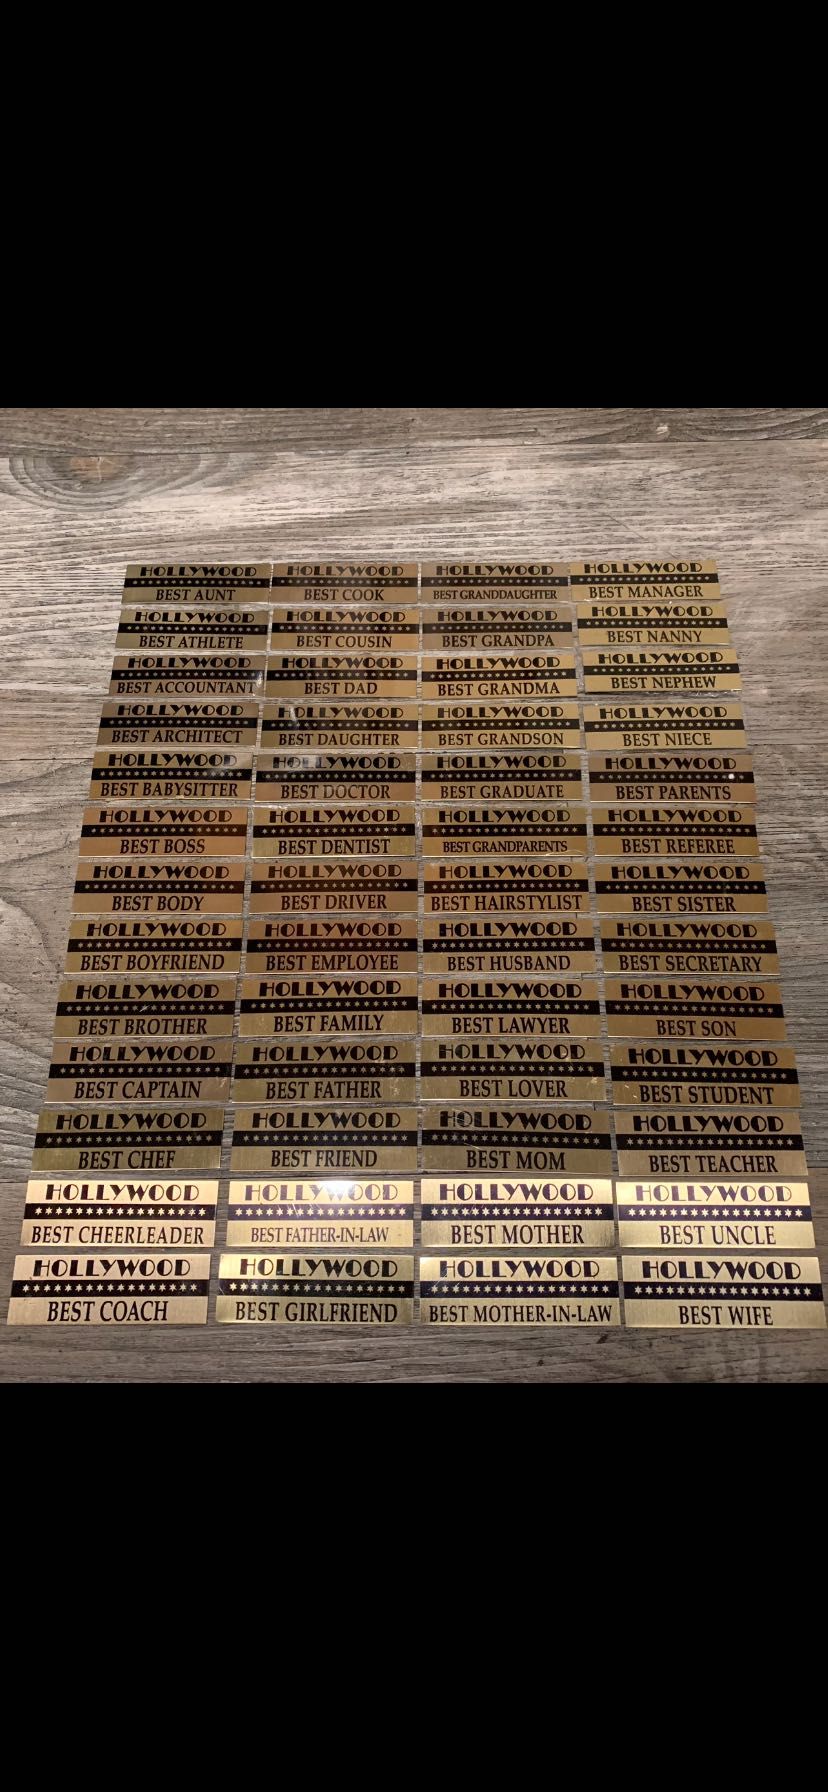 HOLLYWOOD
BEST AUNT
HOLLYWOOD
BEST COOK
HOLLYWOOD
BEST GRANDDAUGHTER
HOLLYWOOD
BEST MANAGER
HOLLYWOOD
BEST ATHLETE
HOLLYWOOD
BEST COUSIN
HOLLYWOOD
BEST GRANDPA
HOLLYWOOD
BEST NANNY
HOLLYWOOD
BEST ACCOUNTANT
HOLLYWOOD
BEST DAD
HOLLYWOOD
BEST GRANDMA
HOLLYWOOD
BEST NEPHEW
HOLLYWOOD
BEST ARCHITECT
HOLLYWOOD
BEST DAUGHTER
HOLLYWOOD
BEST GRANDSON
HOLLYWOOD
BEST NIECE
HOLLYWOOD
BEST BABYSITTER
HOLLYWOOD
BEST DOCTOR
HOLLYWOOD
BEST GRADUATE
HOLLYWOOD
BEST PARENTS
HOLLYWOOD
BEST BOSS
HOLLYWOOD
BEST DENTIST
HOLLYWOOD
BEST GRANDPARENTS
HOLLYWOOD
BEST REFEREE
HOLLYWOOD
BEST BODY
HOLLYWOOD
BEST DRIVER
HOLLYWOOD
BEST HAIRSTYLIST
HOLLYWOOD
BEST SISTER
HOLLYWOOD
BEST BOYFRIEND
HOLLYWOOD
BEST EMPLOYEE
HOLLYWOOD
BEST HUSBAND
HOLLYWOOD
BEST SECRETARY
HOLLYWOOD
BEST BROTHER
HOLLYWOOD
BEST FAMILY
HOLLYWOOD
BEST LAWYER
HOLLYWOOD
BEST SON
HOLLYWOOD
BEST CAPTAIN
HOLLYWOOD
BEST FATHER
HOLLYWOOD
BEST LOVER
HOLLYWOOD
BEST STUDENT
HOLLYWOOD
BEST CHEF
HOLLYWOOD
BEST FRIEND
HOLLYWOOD
BEST MOM
HOLLYWOOD
BEST TEACHER
HOLLYWOOD
BEST CHEERLEADER
HOLLYWOOD
BEST FATHER-IN-LAW
HOLLYWOOD
BEST MOTHER
HOLLYWOOD
BEST UNCLE
HOLLYWOOD
BEST COACH
HOLLYWOOD
BEST GIRLFRIEND
HOLLYWOOD
BEST MOTHER-IN-LAW
HOLLYWOOD
BEST WIFE